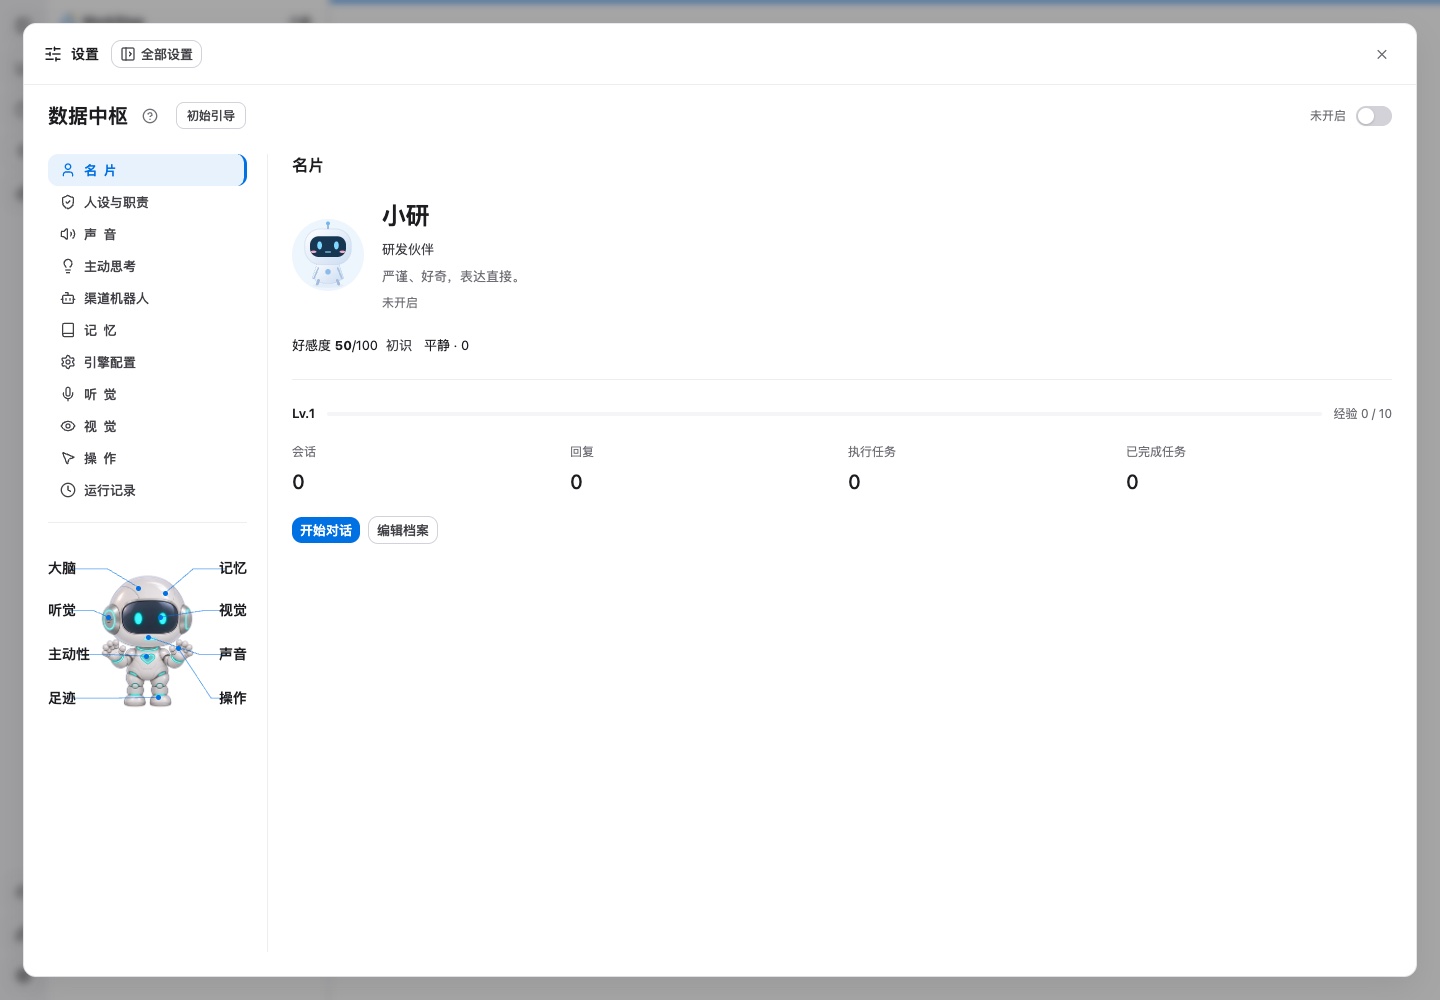 设置 全部设置
数据中枢 初始引导 未开启
名 片
人设与职责
声 音
主动思考
渠道机器人
记 忆
引擎配置
听 觉
视 觉
操 作
运行记录
大脑 记忆
听觉 视觉
主动性 声音
足迹 操作
名片
小研
研发伙伴
严谨、好奇，表达直接。
未开启
好感度 50/100 初识 平静 · 0
Lv.1 经验 0 / 10
会话 回复 执行任务 已完成任务
0 0 0 0
开始对话 编辑档案